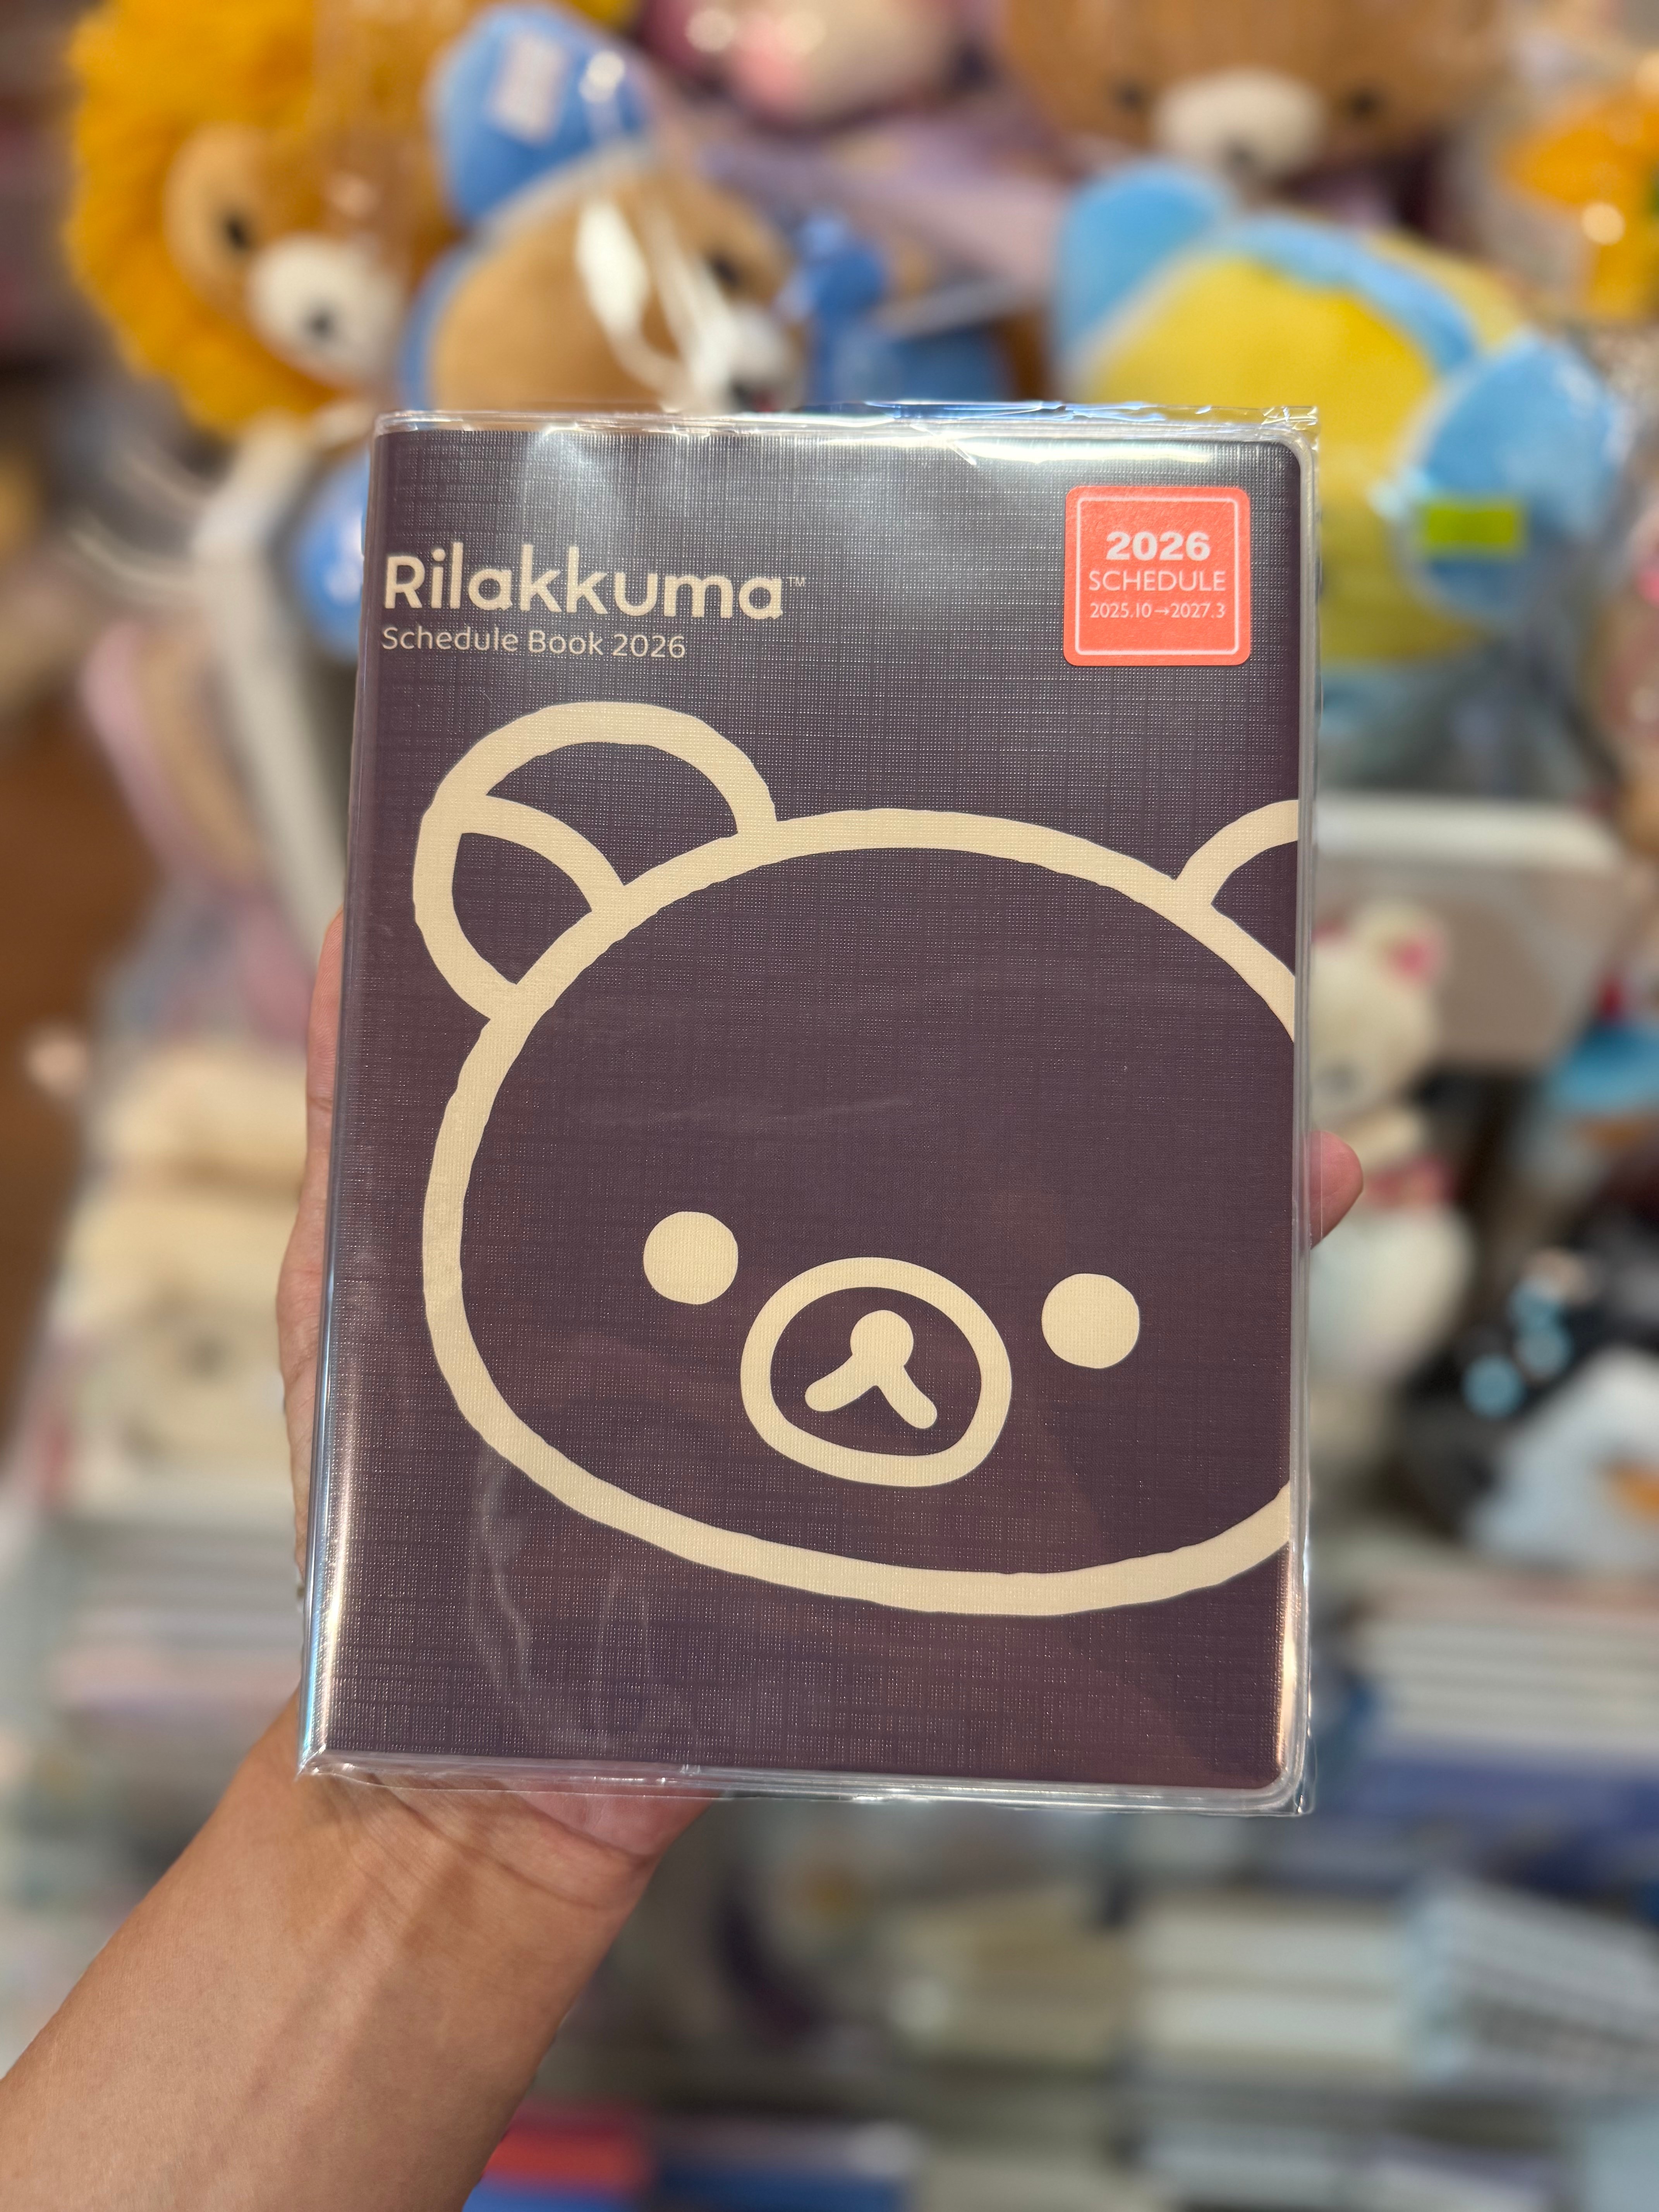 Rilakkuma™
Schedule Book 2026
2026
SCHEDULE
2025.10→2027.3